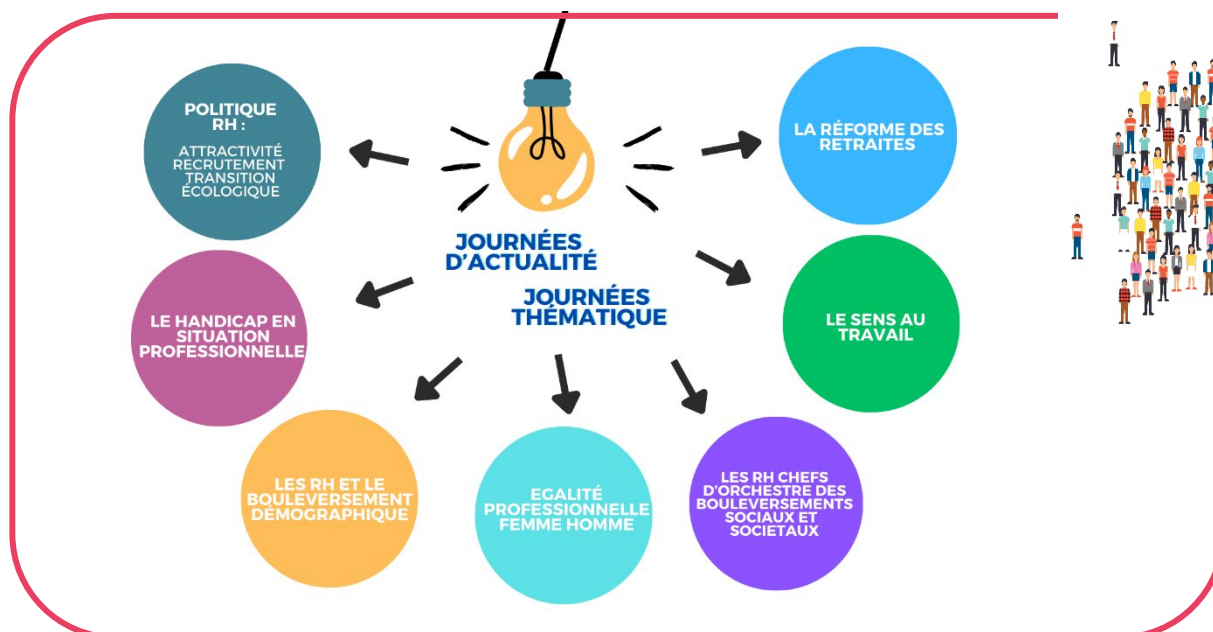 POLITIQUE
RH :
ATTRACTIVITÉ
RECRUTEMENT
TRANSITION
ÉCOLOGIQUE
LA RÉFORME DES
RETRAITES
JOURNÉES
D'ACTUALITÉ
JOURNÉES
THÉMATIQUE
LE HANDICAP EN
SITUATION
PROFESSIONNELLE
LE SENS AU
TRAVAIL
LES RH ET LE
BOULEVERSEMENT
DÉMOGRAPHIQUE
EGALITÉ
PROFESSIONNELLE
FEMME HOMME
LES RH CHEFS
D'ORCHESTRE DES
BOULEVERSEMENTS
SOCIAUX ET
SOCIETAUX